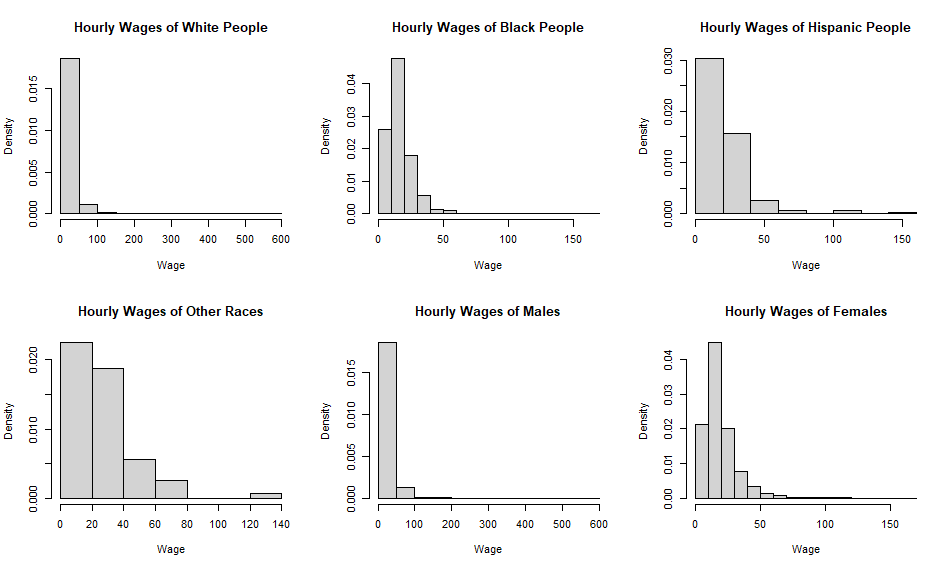 Hourly Wages of White People
Density
0.000 0.005 0.010 0.015
0 100 200 300 400 500 600
Wage
Hourly Wages of Black People
Density
0.00 0.01 0.02 0.03 0.04
0 50 100 150
Wage
Hourly Wages of Hispanic People
Density
0.000 0.010 0.020 0.030
0 50 100 150
Wage
Hourly Wages of Other Races
Density
0.000 0.010 0.020
0 20 40 60 80 100 120 140
Wage
Hourly Wages of Males
Density
0.000 0.005 0.010 0.015
0 100 200 300 400 500 600
Wage
Hourly Wages of Females
Density
0.00 0.01 0.02 0.03 0.04
0 50 100 150
Wage